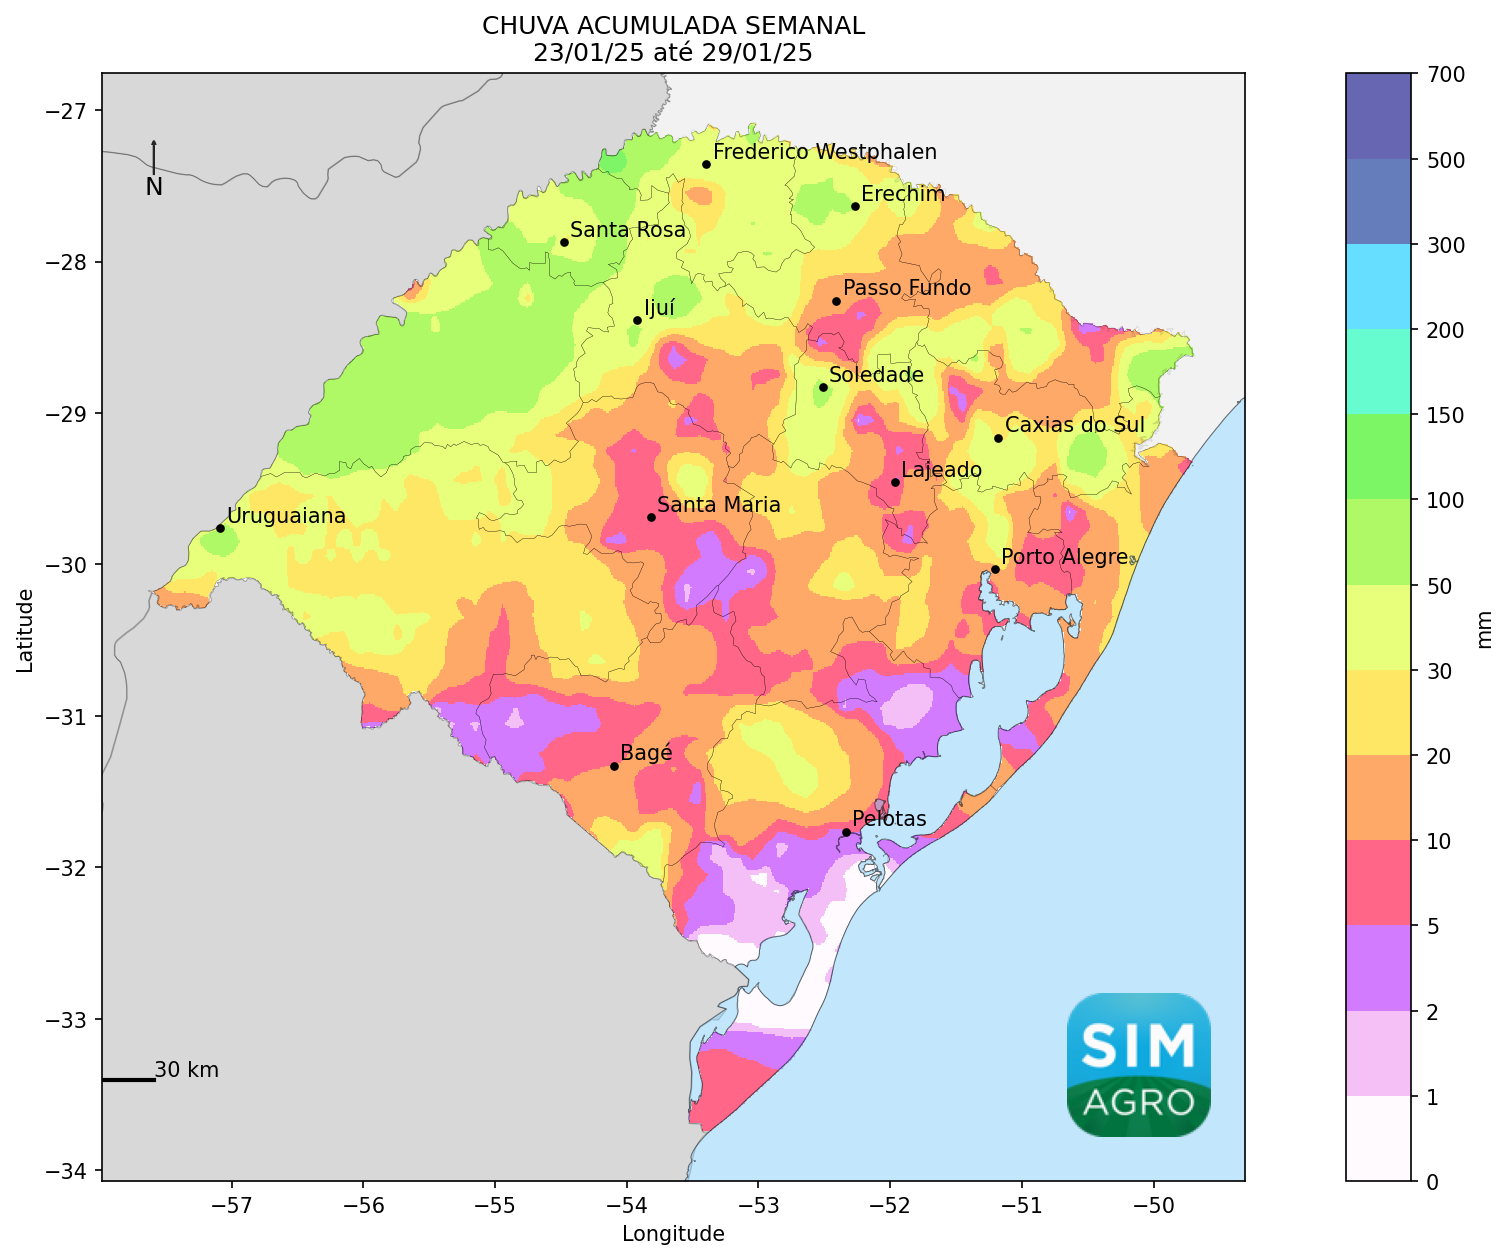 CHUVA ACUMULADA SEMANAL
23/01/25 até 29/01/25
700
−27
Frederico Westphalen
500
N
Erechim
Santa Rosa
300
−28
Passo Fundo
Ijuí
200
Soledade
−29
150
Caxias do Sul
Lajeado
100
Santa Maria
Uruguaiana
Porto Alegre
−30
50
Latitude
mm
30
−31
Bagé
20
Pelotas
10
−32
5
2
−33
SIM
30 km
AGRO
1
−34
0
−57
−56
−55
−54
−53
−52
−51
−50
Longitude